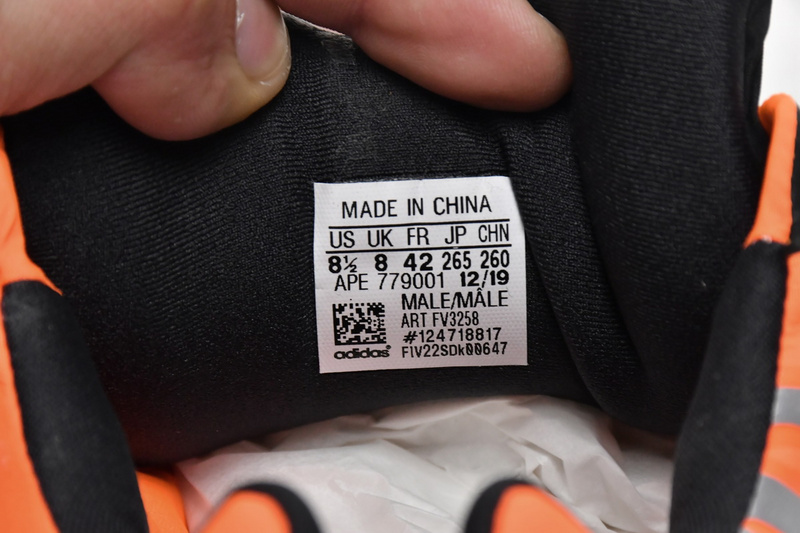 MADE IN CHINA
US UK FR JP CHN
8½ 8 42 265 260
APE 779001 12/19
MALE/MÂLE
ART FV3258
#124718817
adidas® FIV22SDk00647